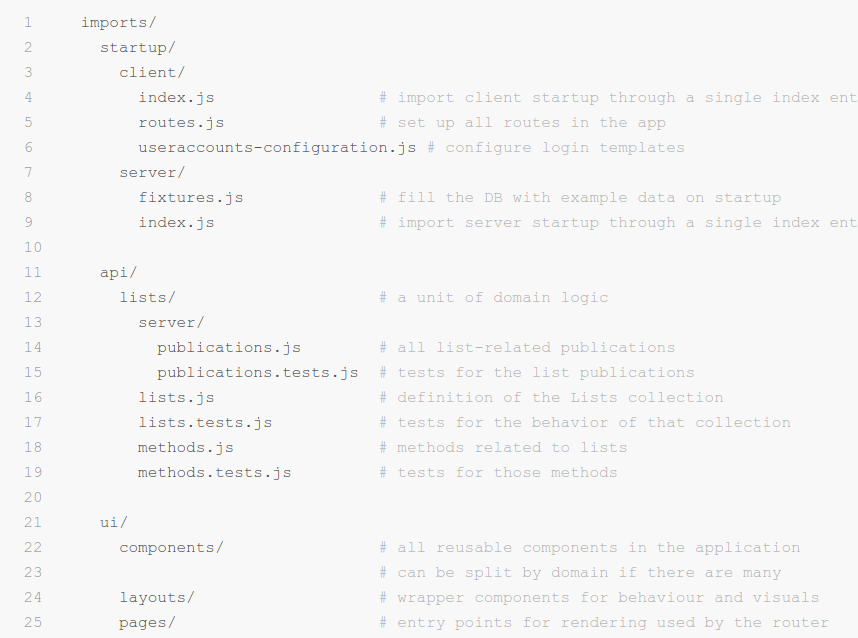 1 imports/
2 startup/
3 client/
4 index.js # import client startup through a single index ent
5 routes.js # set up all routes in the app
6 useraccounts-configuration.js # configure login templates
7 server/
8 fixtures.js # fill the DB with example data on startup
9 index.js # import server startup through a single index ent
10
11 api/
12 lists/ # a unit of domain logic
13 server/
14 publications.js # all list-related publications
15 publications.tests.js # tests for the list publications
16 lists.js # definition of the Lists collection
17 lists.tests.js # tests for the behavior of that collection
18 methods.js # methods related to lists
19 methods.tests.js # tests for those methods
20
21 ui/
22 components/ # all reusable components in the application
23 # can be split by domain if there are many
24 layouts/ # wrapper components for behaviour and visuals
25 pages/ # entry points for rendering used by the router